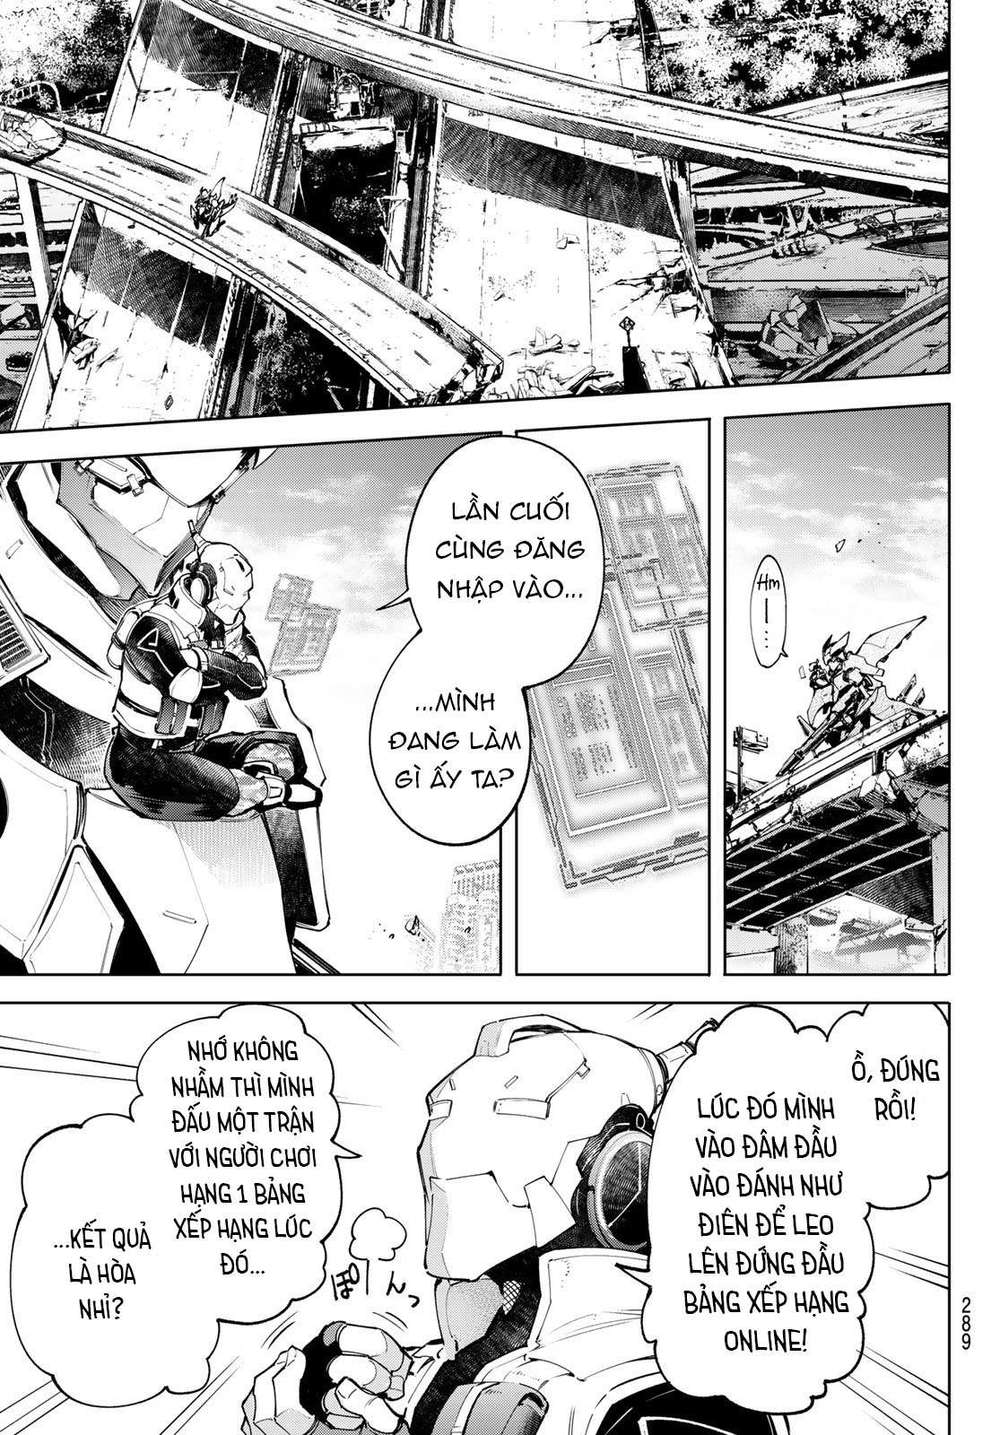 Hm
—...
LẦN CUỐI
CÙNG ĐĂNG
NHẬP VÀO...
...MÌNH
ĐANG LÀM
GÌ ẤY TA?
Ồ, ĐÚNG
RỒI!
LÚC ĐÓ MÌNH
VÀO ĐÂM ĐẦU
VÀO ĐÁNH NHƯ
ĐIÊN ĐỂ LEO
LÊN ĐỨNG ĐẦU
BẢNG XẾP HẠNG
ONLINE!
NHỚ KHÔNG
NHẦM THÌ MÌNH
ĐẤU MỘT TRẬN
VỚI NGƯỜI CHƠI
HẠNG 1 BẢNG
XẾP HẠNG LÚC
ĐÓ...
ぽんっ
...KẾT QUẢ
LÀ HÒA
NHỈ?
289